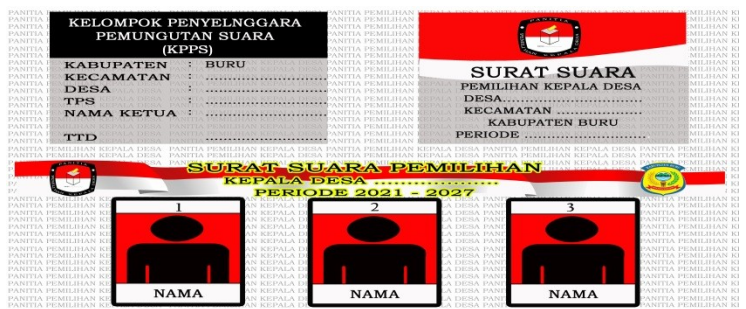 KELOMPOK PENYELNGGARA
PEMUNGUTAN SUARA
(KPPS)
KABUPATEN : BURU
KECAMATAN : ..............................
DESA : ..............................
TPS : ..............................
NAMA KETUA : ..............................
TTD
SURAT SUARA
PEMILIHAN KEPALA DESA
DESA..............................
KECAMATAN ....................
KABUPATEN BURU
PERIODE ..........................
SURAT SUARA PEMILIHAN
KEPALA DESA ....................
PERIODE 2021 - 2027
1
NAMA
2
NAMA
3
NAMA